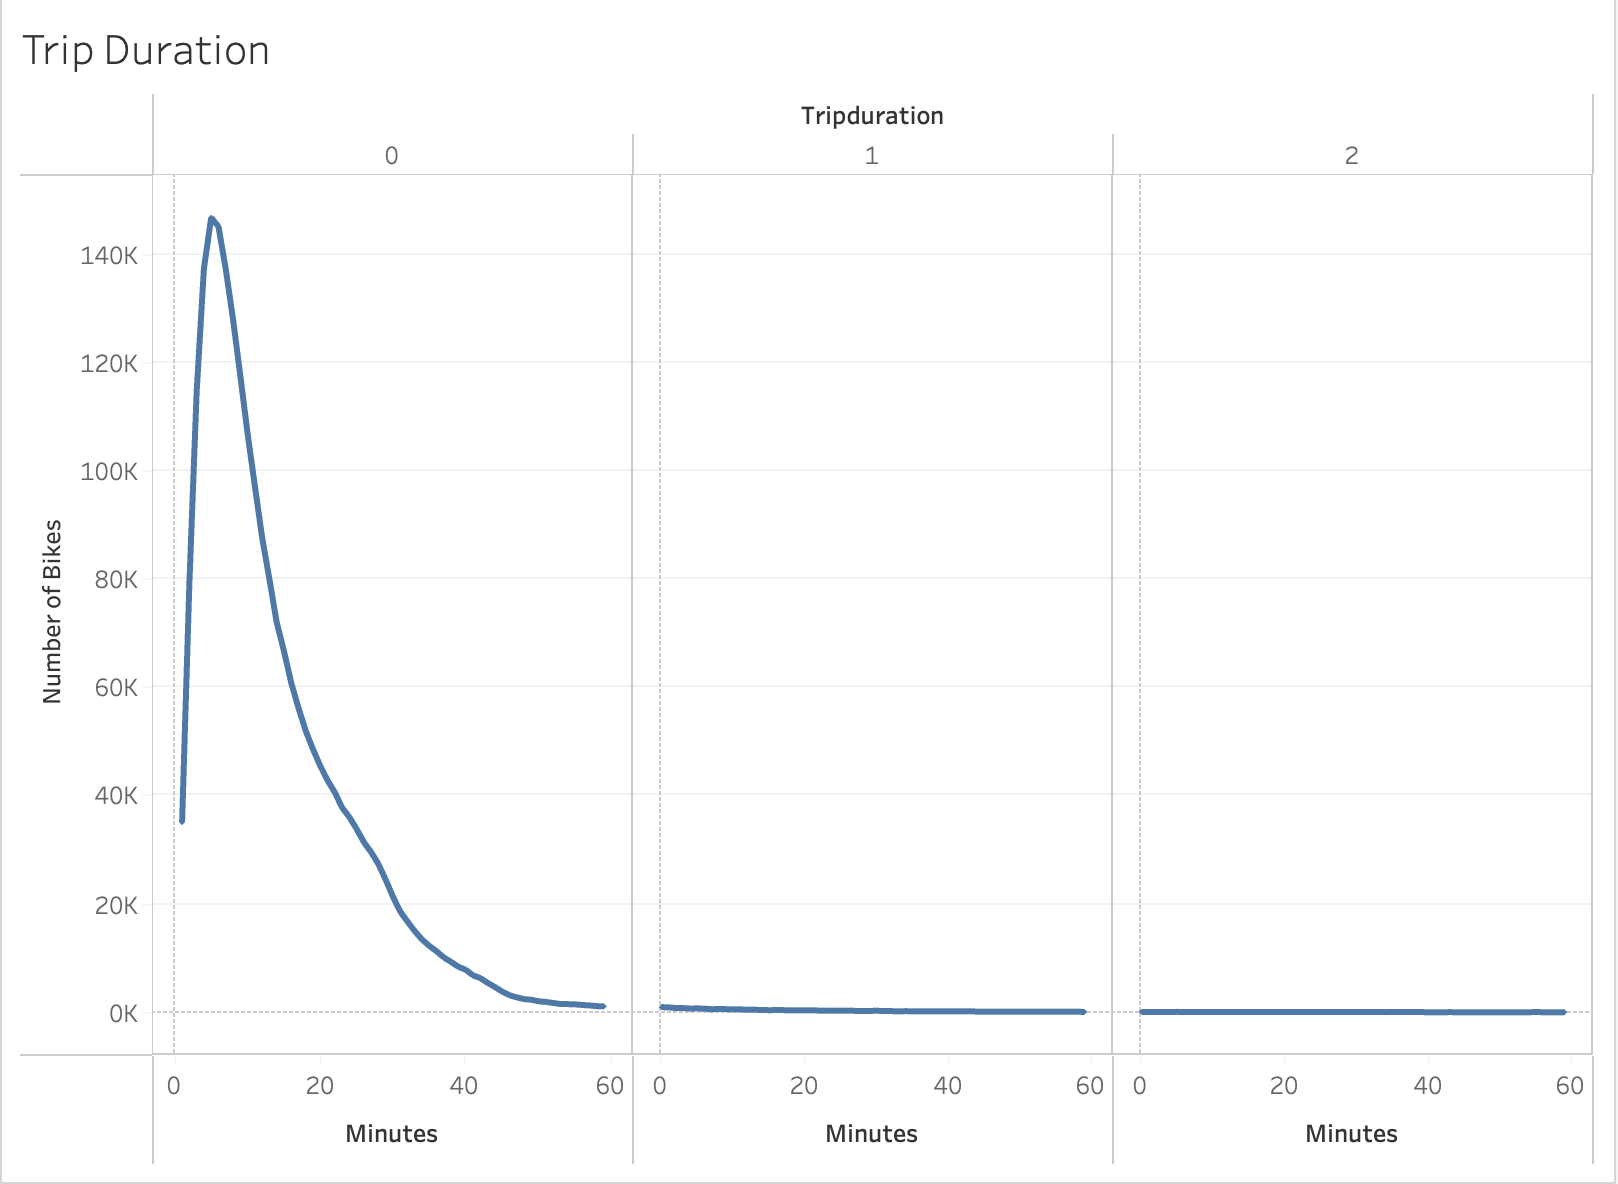 Trip Duration
Tripduration
0 1 2
140K
120K
100K
80K
60K
40K
20K
0K
Number of Bikes
0 20 40 60 0 20 40 60 0 20 40 60
Minutes Minutes Minutes